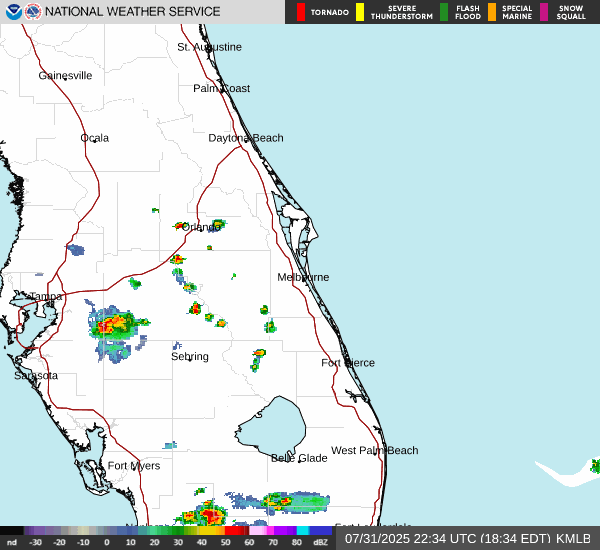 NATIONAL WEATHER SERVICE
TORNADO
SEVERE THUNDERSTORM
FLASH FLOOD
SPECIAL MARINE
SNOW SQUALL
St. Augustine
Gainesville
Palm Coast
Ocala
Daytona Beach
Orlando
Melbourne
Tampa
Sebring
Fort Pierce
Sarasota
West Palm Beach
Belle Glade
Fort Myers
nd -30 -20 -10 0 10 20 30 40 50 60 70 80 dBZ
07/31/2025 22:34 UTC (18:34 EDT) KMLB